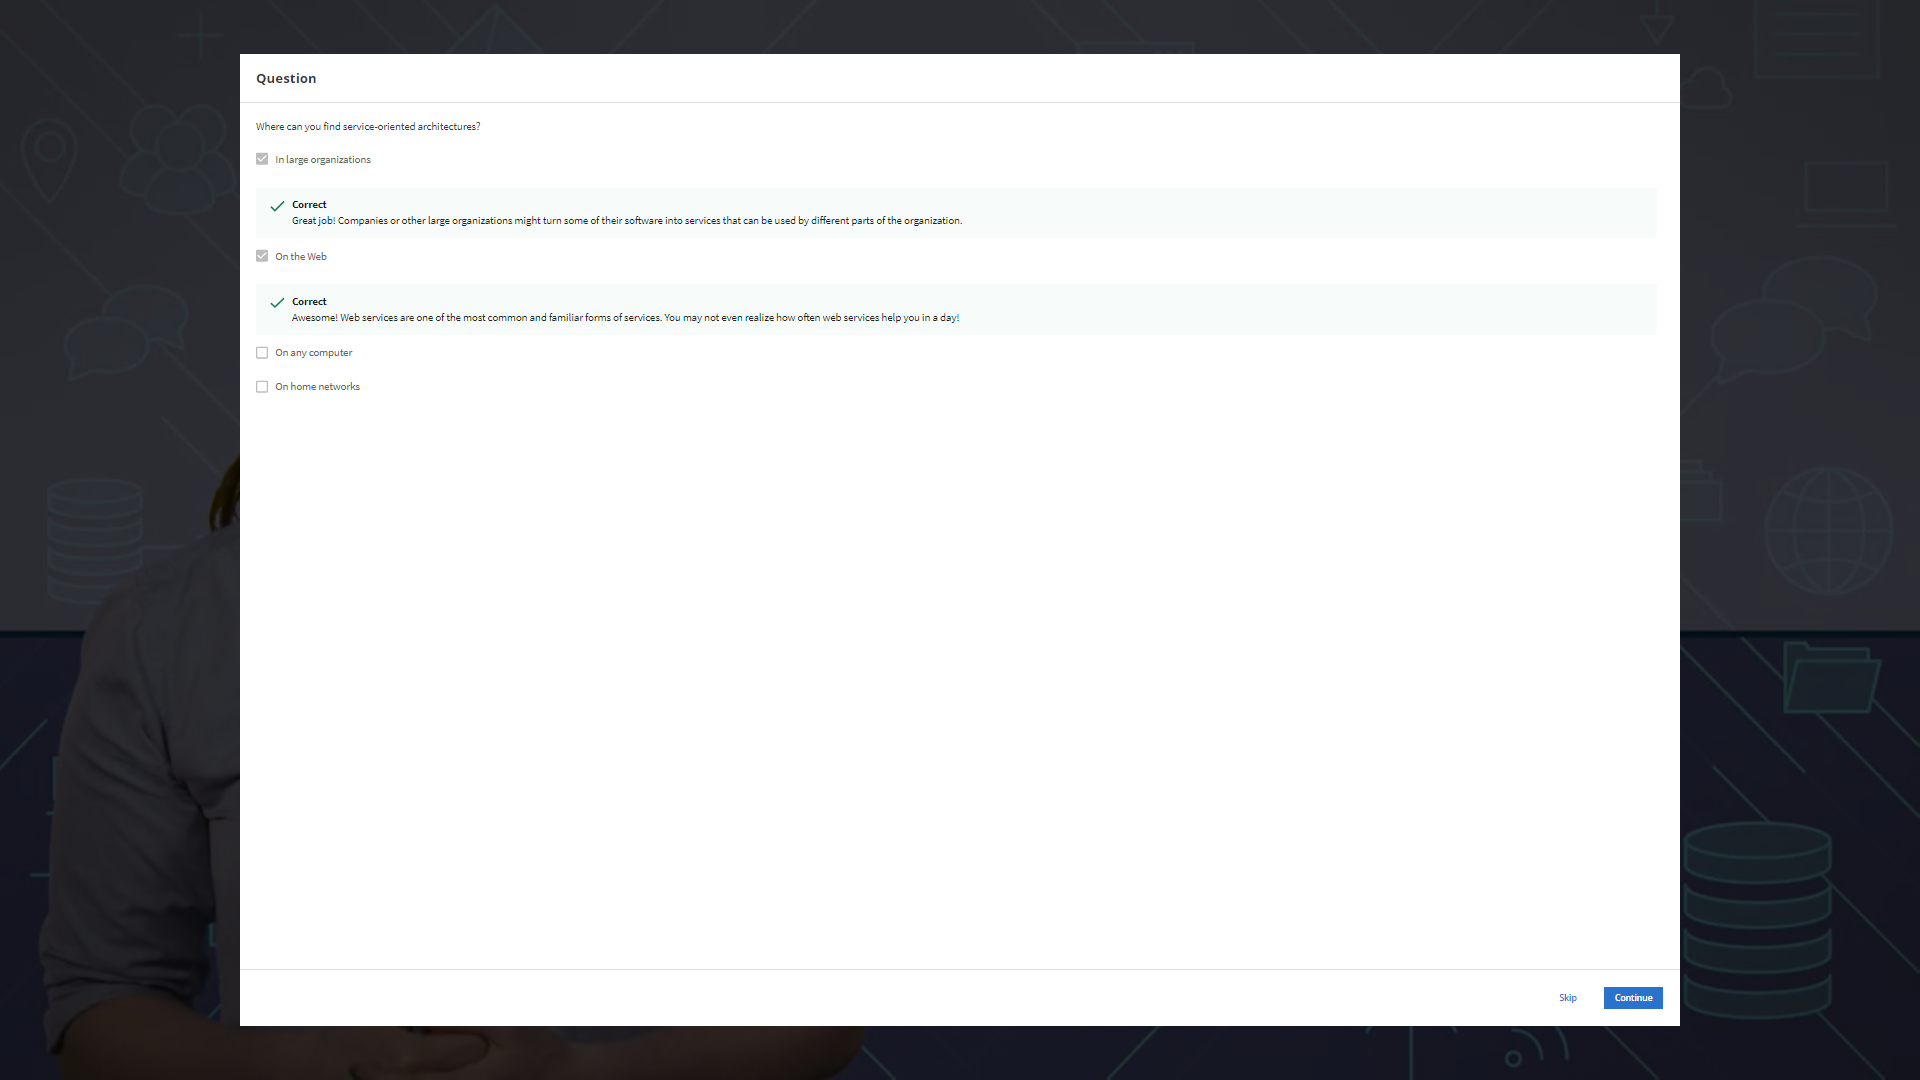 Question
Where can you find service-oriented architectures?
In large organizations
Correct
Great job! Companies or other large organizations might turn some of their software into services that can be used by different parts of the organization.
On the Web
Correct
Awesome! Web services are one of the most common and familiar forms of services. You may not even realize how often web services help you in a day!
On any computer
On home networks
Skip
Continue